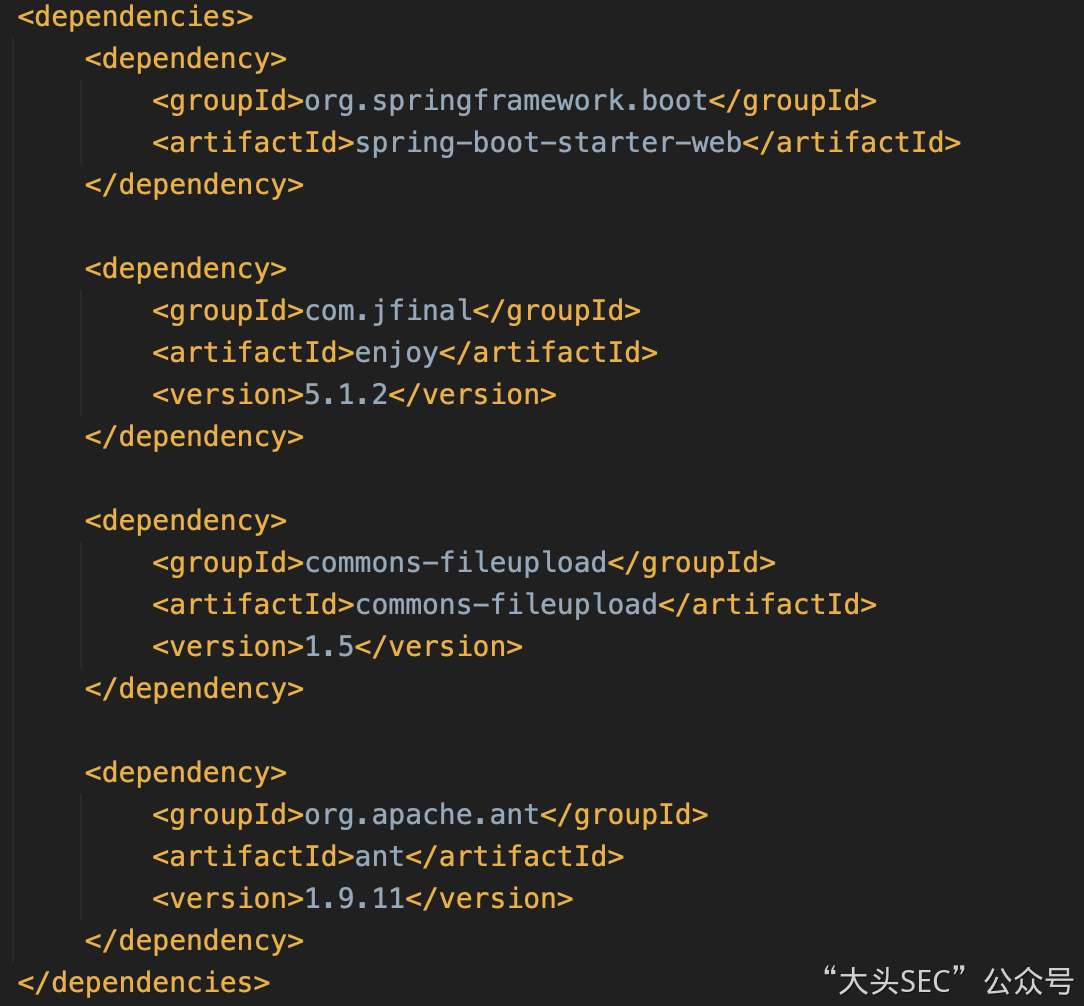 <dependencies>
    <dependency>
        <groupId>org.springframework.boot</groupId>
        <artifactId>spring-boot-starter-web</artifactId>
    </dependency>

    <dependency>
        <groupId>com.jfinal</groupId>
        <artifactId>enjoy</artifactId>
        <version>5.1.2</version>
    </dependency>

    <dependency>
        <groupId>commons-fileupload</groupId>
        <artifactId>commons-fileupload</artifactId>
        <version>1.5</version>
    </dependency>

    <dependency>
        <groupId>org.apache.ant</groupId>
        <artifactId>ant</artifactId>
        <version>1.9.11</version>
    </dependency>
</dependencies>
“大头SEC”公众号